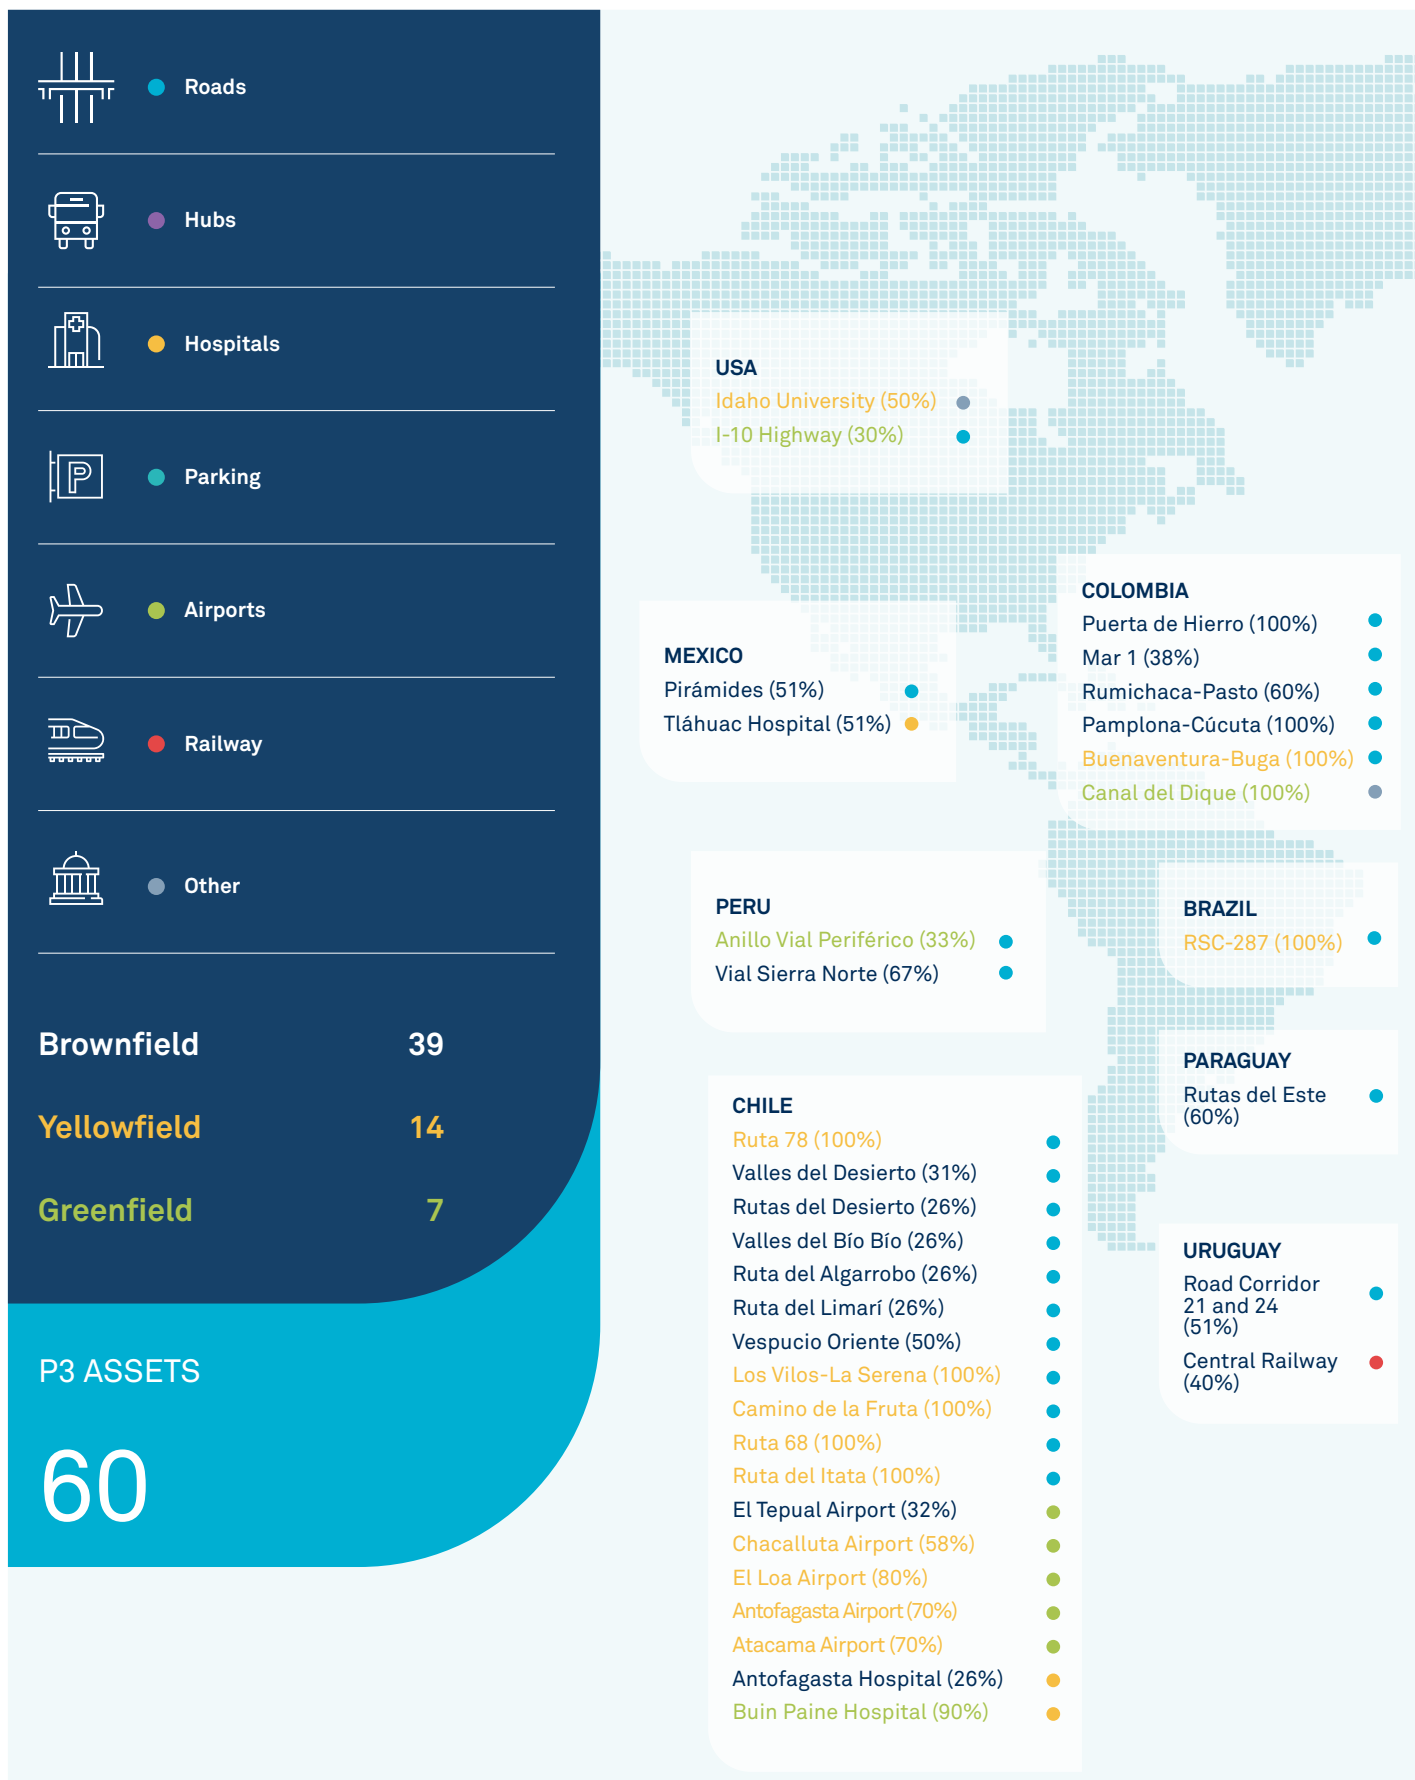 Roads
Hubs
Hospitals
P
Parking
Airports
Railway
Other
Brownfield 39
Yellowfield 14
Greenfield 7
P3 ASSETS
60
USA
Idaho University (50%)
I-10 Highway (30%)
MEXICO
Pirámides (51%)
Tláhuac Hospital (51%)
COLOMBIA
Puerta de Hierro (100%)
Mar 1 (38%)
Rumichaca-Pasto (60%)
Pamplona-Cúcuta (100%)
Buenaventura-Buga (100%)
Canal del Dique (100%)
PERU
Anillo Vial Periférico (33%)
Vial Sierra Norte (67%)
BRAZIL
RSC-287 (100%)
PARAGUAY
Rutas del Este
(60%)
CHILE
Ruta 78 (100%)
Valles del Desierto (31%)
Rutas del Desierto (26%)
Valles del Bío Bío (26%)
Ruta del Algarrobo (26%)
Ruta del Limarí (26%)
Vespucio Oriente (50%)
Los Vilos-La Serena (100%)
Camino de la Fruta (100%)
Ruta 68 (100%)
Ruta del Itata (100%)
El Tepual Airport (32%)
Chacalluta Airport (58%)
El Loa Airport (80%)
Antofagasta Airport (70%)
Atacama Airport (70%)
Antofagasta Hospital (26%)
Buin Paine Hospital (90%)
URUGUAY
Road Corridor
21 and 24
(51%)
Central Railway
(40%)